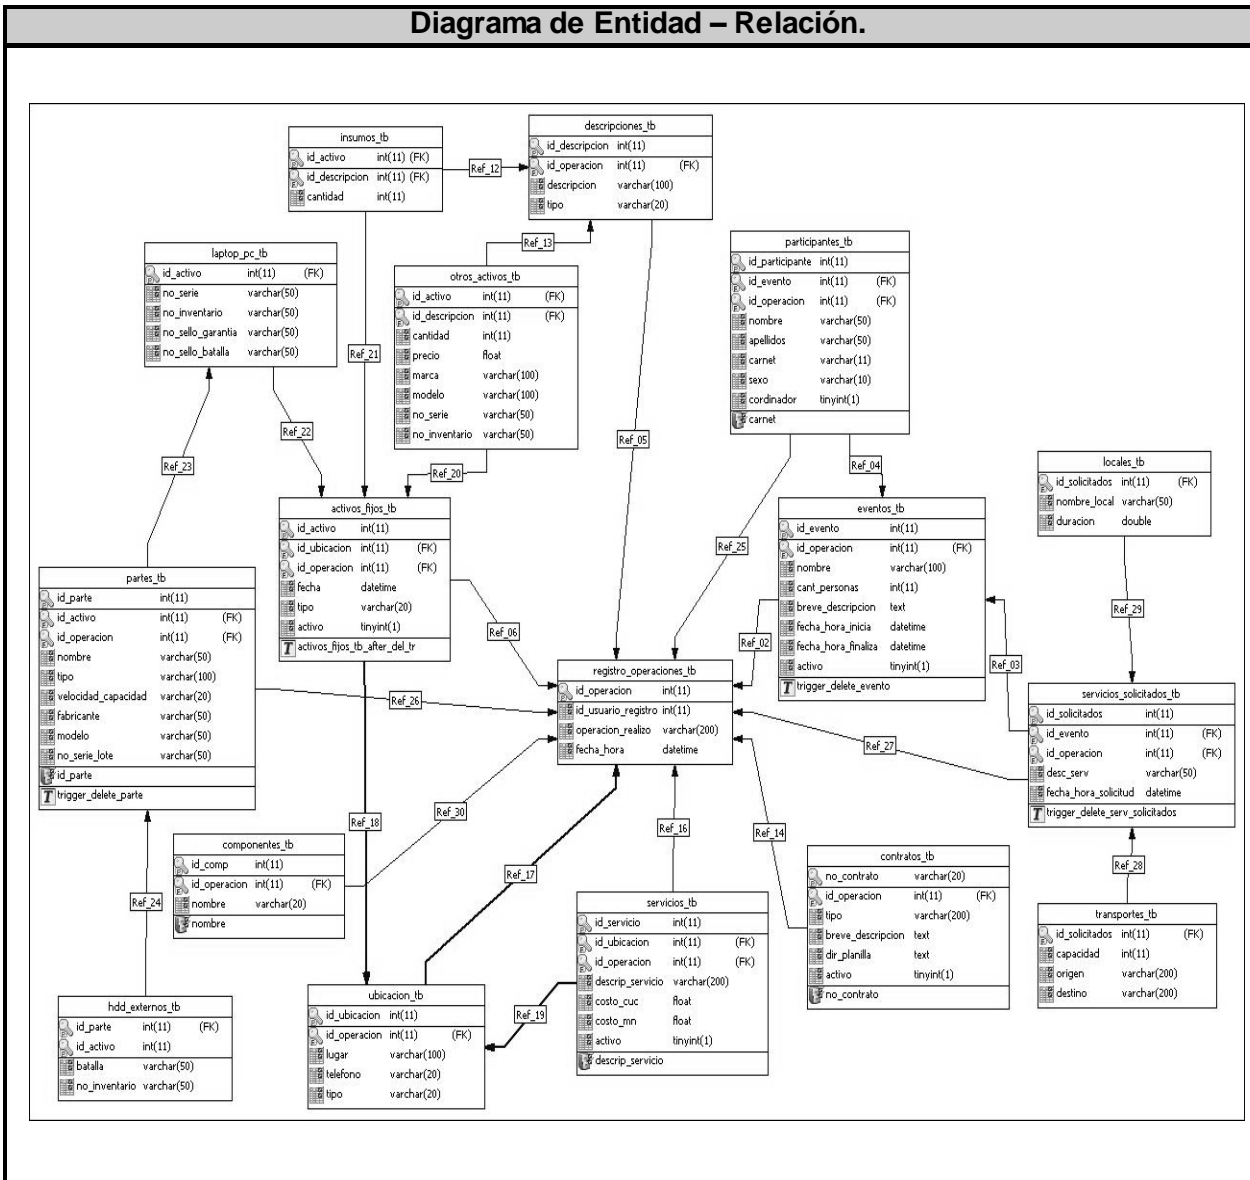 Diagrama de Entidad – Relación.
insumos_tb
id_activo int(11) (FK)
id_descripcion int(11) (FK)
cantidad int(11)
descripciones_tb
id_descripcion int(11)
id_operacion int(11) (FK)
descripcion varchar(100)
tipo varchar(20)
Ref_12
Ref_13
laptop_pc_tb
id_activo int(11) (FK)
no_serie varchar(50)
no_inventario varchar(50)
no_sello_garantia varchar(50)
no_sello_batalla varchar(50)
otros_activos_tb
id_activo int(11) (FK)
id_descripcion int(11) (FK)
cantidad int(11)
precio float
marca varchar(100)
modelo varchar(100)
no_serie varchar(50)
no_inventario varchar(50)
participantes_tb
id_participante int(11)
id_evento int(11) (FK)
id_operacion int(11) (FK)
nombre varchar(50)
apellidos varchar(50)
carnet varchar(11)
sexo varchar(10)
cordinador tinyint(1)
carnet
Ref_21
Ref_22
Ref_23
Ref_20
Ref_05
Ref_04
Ref_25
locales_tb
id_solicitados int(11) (FK)
nombre_local varchar(50)
duracion double
activos_fijos_tb
id_activo int(11)
id_ubicacion int(11) (FK)
id_operacion int(11) (FK)
fecha datetime
tipo varchar(20)
activo tinyint(1)
activos_fijos_tb_after_del_tr
eventos_tb
id_evento int(11)
id_operacion int(11) (FK)
nombre varchar(100)
cant_personas int(11)
breve_descripcion text
fecha_hora_inicia datetime
fecha_hora_finaliza datetime
activo tinyint(1)
trigger_delete_evento
partes_tb
id_parte int(11)
id_activo int(11) (FK)
id_operacion int(11) (FK)
nombre varchar(50)
tipo varchar(100)
velocidad_capacidad varchar(20)
fabricante varchar(50)
modelo varchar(50)
no_serie_lote varchar(50)
id_parte
trigger_delete_parte
Ref_29
Ref_06
Ref_02
Ref_03
Ref_26
Ref_27
registro_operaciones_tb
id_operacion int(11)
id_usuario_registro int(11)
operacion_realizo varchar(200)
fecha_hora datetime
servicios_solicitados_tb
id_solicitados int(11)
id_evento int(11) (FK)
id_operacion int(11) (FK)
desc_serv varchar(50)
fecha_hora_solicitud datetime
trigger_delete_serv_solicitados
Ref_30
Ref_18
Ref_16
Ref_14
Ref_17
Ref_28
Ref_24
Ref_19
componentes_tb
id_comp int(11)
id_operacion int(11) (FK)
nombre varchar(20)
nombre
contratos_tb
no_contrato varchar(20)
id_operacion int(11) (FK)
tipo varchar(200)
breve_descripcion text
dir_planilla text
activo tinyint(1)
no_contrato
servicios_tb
id_servicio int(11)
id_ubicacion int(11) (FK)
id_operacion int(11) (FK)
descrip_servicio varchar(200)
costo_cuc float
costo_mn float
activo tinyint(1)
descrip_servicio
transportes_tb
id_solicitados int(11) (FK)
capacidad int(11)
origen varchar(200)
destino varchar(200)
hdd_externos_tb
id_parte int(11) (FK)
id_activo int(11)
batalla varchar(50)
no_inventario varchar(50)
ubicacion_tb
id_ubicacion int(11)
id_operacion int(11) (FK)
lugar varchar(100)
telefono varchar(20)
tipo varchar(20)